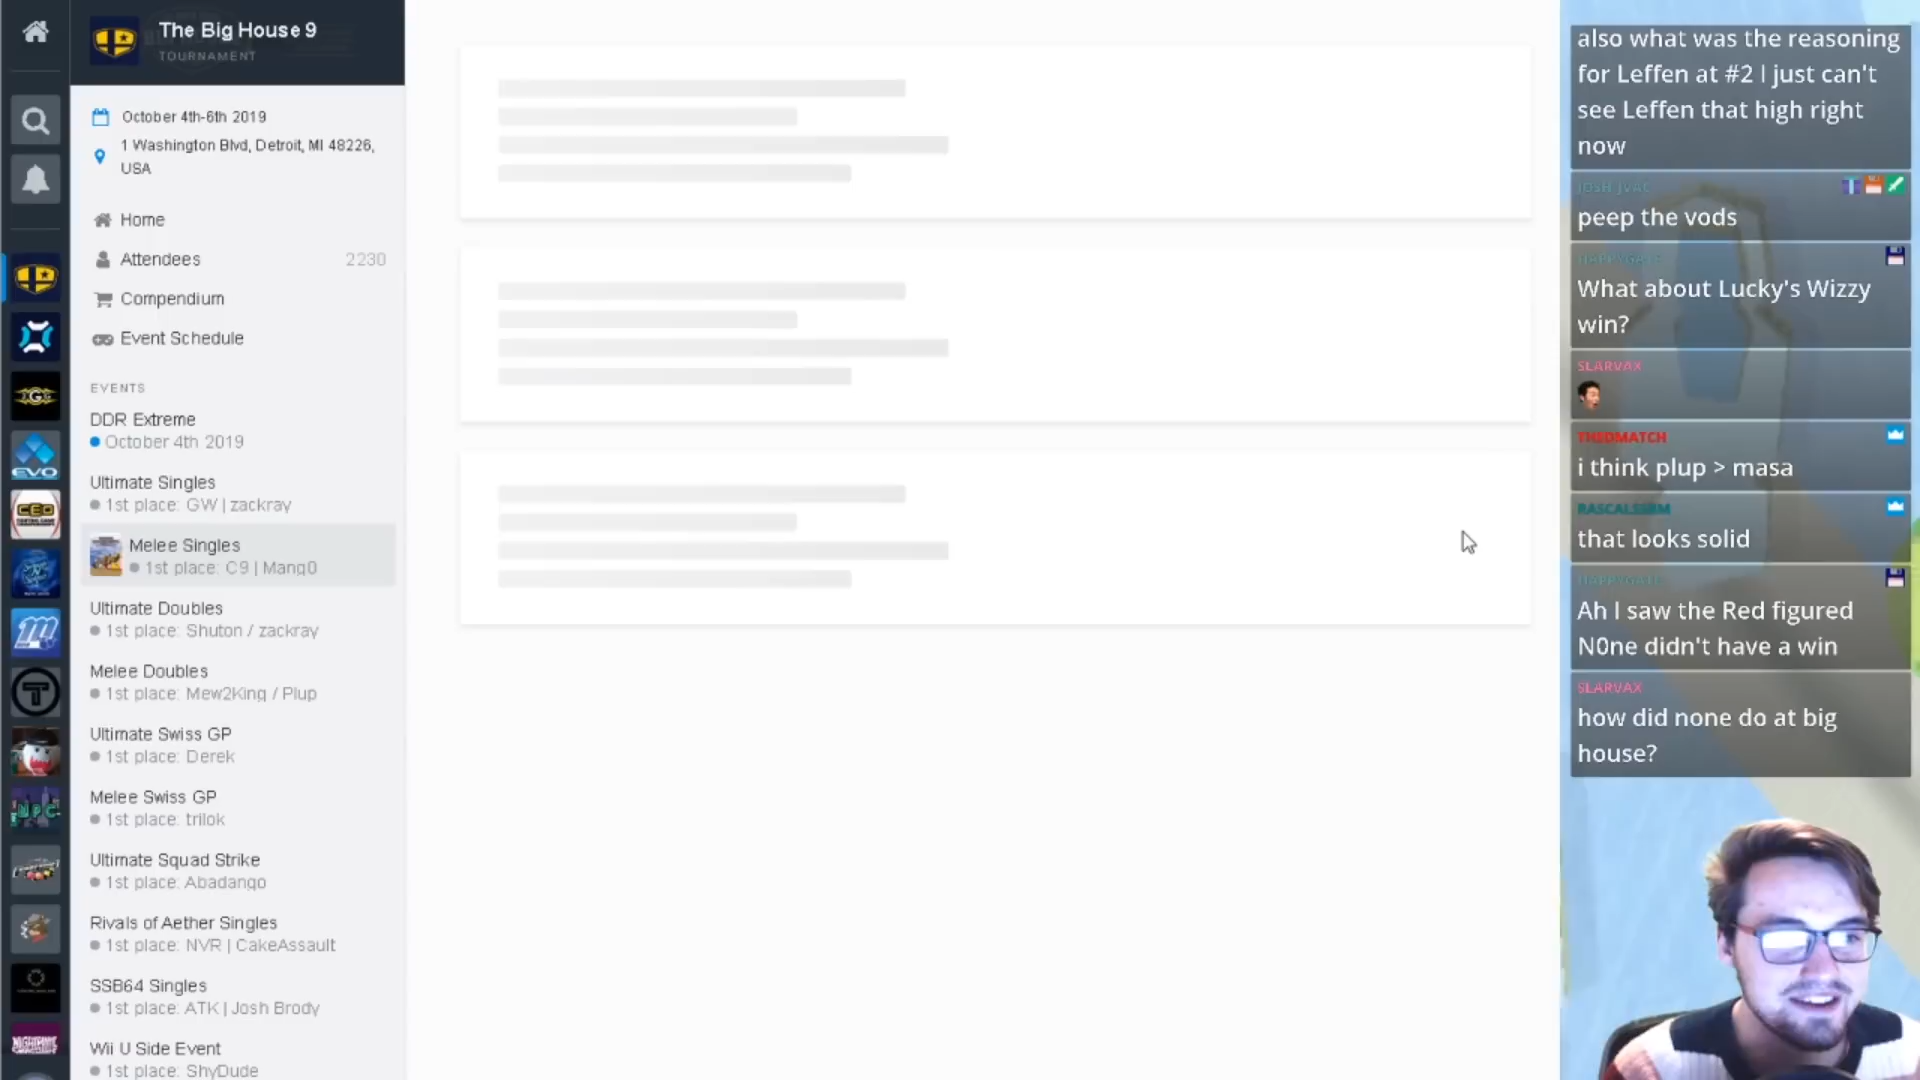 The Big House 9
TOURNAMENT
October 4th-6th 2019
1 Washington Blvd, Detroit, MI 48226,
USA
Home
Attendees 2230
Compendium
Event Schedule
EVENTS
DDR Extreme
October 4th 2019
Ultimate Singles
1st place: GW | zackray
Melee Singles
1st place: C9 | Mang0
Ultimate Doubles
1st place: Shuton / zackray
Melee Doubles
1st place: Mew2King / Plup
Ultimate Swiss GP
1st place: Derek
Melee Swiss GP
1st place: trilok
Ultimate Squad Strike
1st place: Abadango
Rivals of Aether Singles
1st place: NVR | CakeAssault
SSB64 Singles
1st place: ATK | Josh Brody
Wii U Side Event
1st place: ShyDude
EVO
CEO
NPC
also what was the reasoning
for Leffen at #2 I just can't
see Leffen that high right
now
JOSH_JVAC
peep the vods
What about Lucky's Wizzy
win?
SLARVAX
THEDMATCH
i think plup > masa
that looks solid
Ah I saw the Red figured
N0ne didn't have a win
SLARVAX
how did none do at big
house?